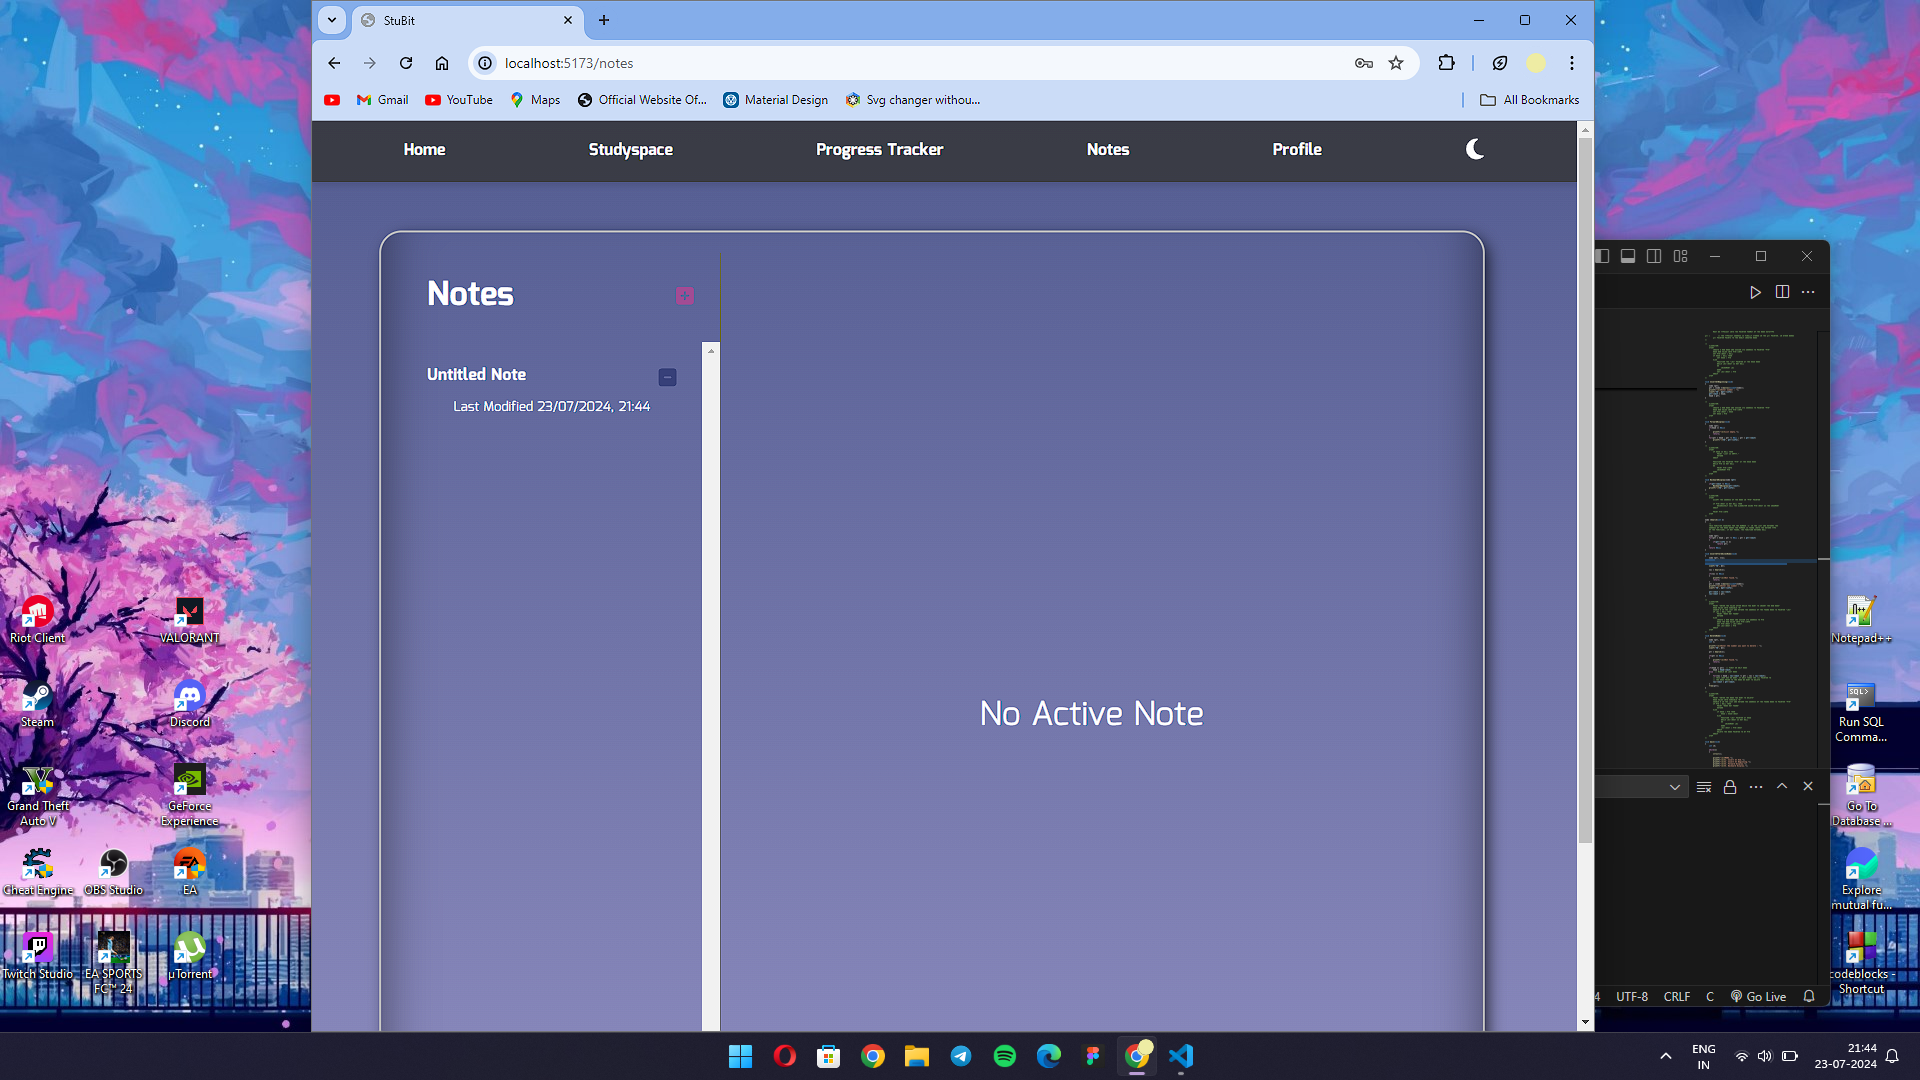 StuBit
localhost:5173/notes
Gmail
YouTube
Maps
Official Website Of...
Material Design
Svg changer withou...
All Bookmarks
Home
Studyspace
Progress Tracker
Notes
Profile
Notes
Untitled Note
Last Modified 23/07/2024, 21:44
No Active Note
Riot Client
VALORANT
Steam
Discord
Grand Theft
Auto V
GeForce
Experience
Cheat Engine
OBS Studio
EA
Twitch Studio
EA SPORTS
FC™ 24
µTorrent
Notepad++
SQL>
Run SQL
Comma...
Go To
Database ...
Explore
mutual fu...
codeblocks -
Shortcut
4
UTF-8
CRLF
C
Go Live
ENG
IN
21:44
23-07-2024